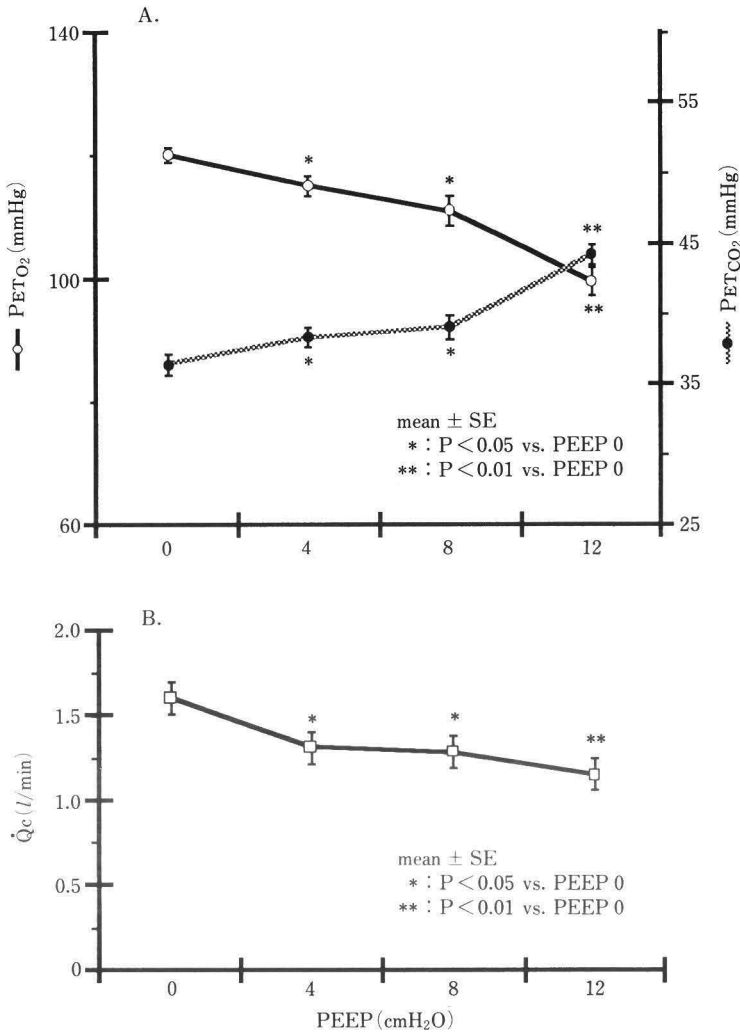 A.
140
100
60
PETO2 (mmHg)
55
45
35
25
PETCO2 (mmHg)
*
*
**
*
*
**
mean ± SE
* : P<0.05 vs. PEEP 0
** : P<0.01 vs. PEEP 0
0 4 8 12
B.
2.0
1.5
1.0
0.5
0
Q̇c (l/min)
*
*
**
mean ± SE
* : P<0.05 vs. PEEP 0
** : P<0.01 vs. PEEP 0
0 4 8 12
PEEP (cmH2O)